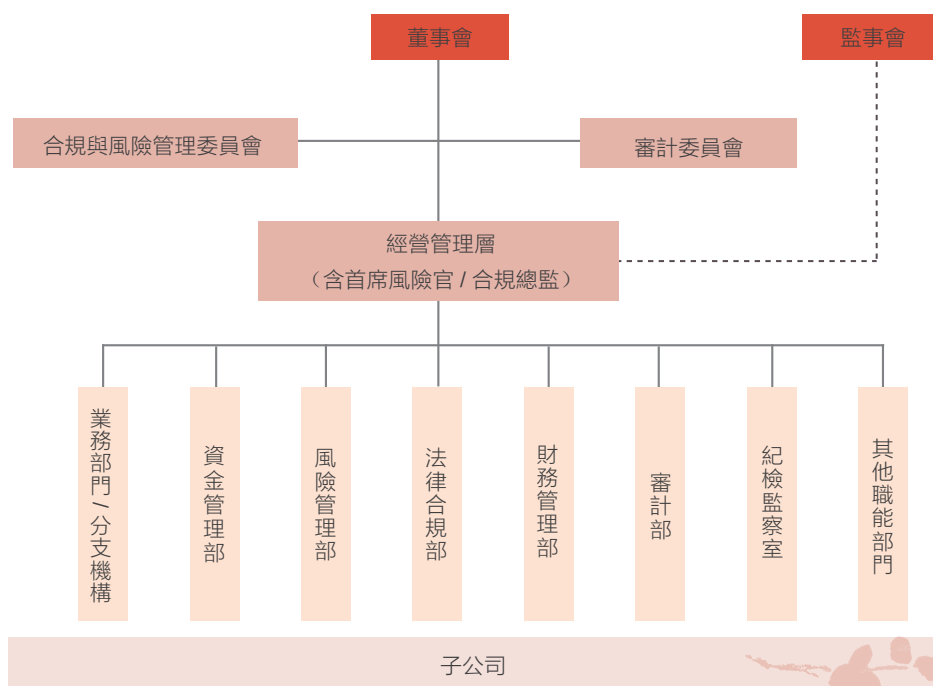 董事會
監事會
合規與風險管理委員會
審計委員會
經營管理層
（含首席風險官 / 合規總監）
業務部門/分支機構
資金管理部
風險管理部
法律合規部
財務管理部
審計部
紀檢監察室
其他職能部門
子公司